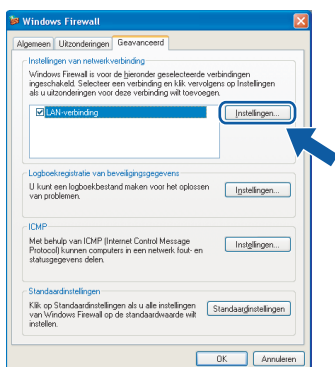 Windows Firewall
Algemeen Uitzonderingen Geavanceerd
Instellingen van netwerkverbinding
Windows Firewall is voor de hieronder geselecteerde verbindingen
ingeschakeld. Selecteer een verbinding en klik vervolgens op Instellingen
als u uitzonderingen voor deze verbinding wilt toevoegen.
LAN-verbinding
Instellingen...
Logboekregistratie van beveiligingsgegevens
U kunt een logboekbestand maken voor het oplossen
van problemen.
Instellingen...
ICMP
Met behulp van ICMP (Internet Control Message
Protocol) kunnen computers in een netwerk fout- en
statusgegevens delen.
Instellingen...
Standaardinstellingen
Klik op Standaardinstellingen als u alle instellingen
van Windows Firewall op de standaardwaarde wilt
instellen.
Standaardinstellingen
OK Annuleren